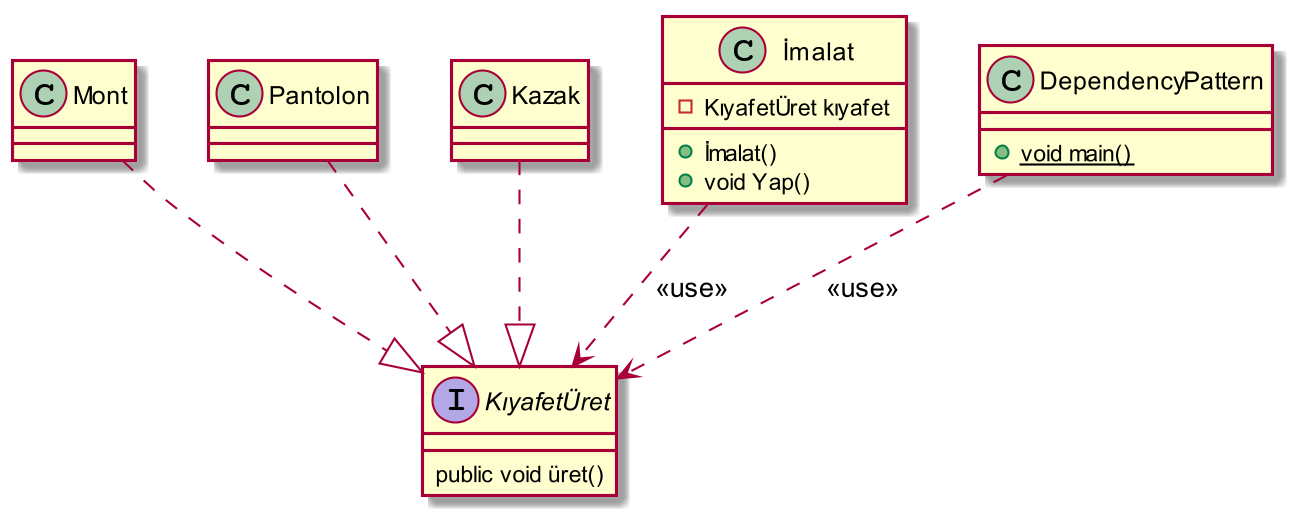 C Mont
C Pantolon
C Kazak
C İmalat
KıyafetÜret kıyafet
İmalat()
void Yap()
C DependencyPattern
void main()
«use»
«use»
I KıyafetÜret
public void üret()